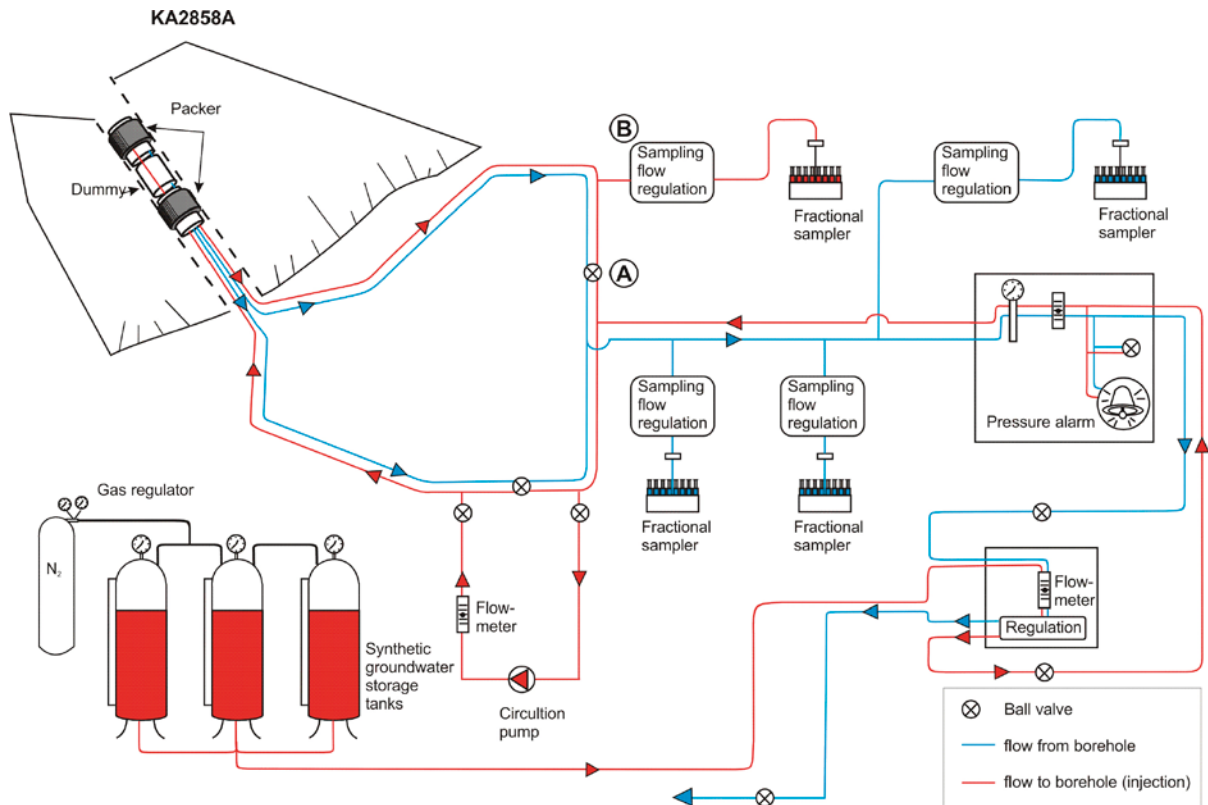 KA2858A
Packer
Dummy
B
Sampling
flow
regulation
Fractional
sampler
Sampling
flow
regulation
Fractional
sampler
A
Sampling
flow
regulation
Fractional
sampler
Sampling
flow
regulation
Fractional
sampler
Pressure alarm
Gas regulator
N2
Synthetic
groundwater
storage
tanks
Flow-
meter
Circultion
pump
Flow-
meter
Regulation
Ball valve
flow from borehole
flow to borehole (injection)